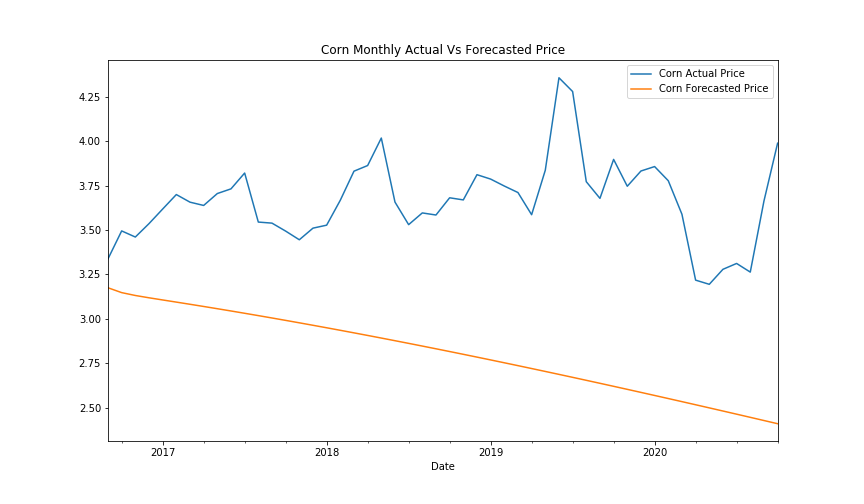 Corn Monthly Actual Vs Forecasted Price
Corn Actual Price
Corn Forecasted Price
4.25
4.00
3.75
3.50
3.25
3.00
2.75
2.50
2017 2018 2019 2020
Date